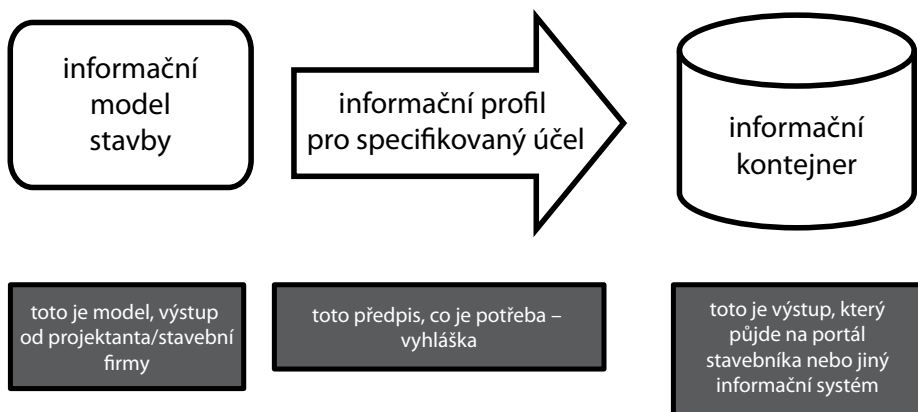 informační
model
stavby
informační profil
pro specifikovaný účel
informační
kontejner
toto je model, výstup
od projektanta/stavební
firmy
toto předpis, co je potřeba –
vyhláška
toto je výstup, který
půjde na portál
stavebníka nebo jiný
informační systém